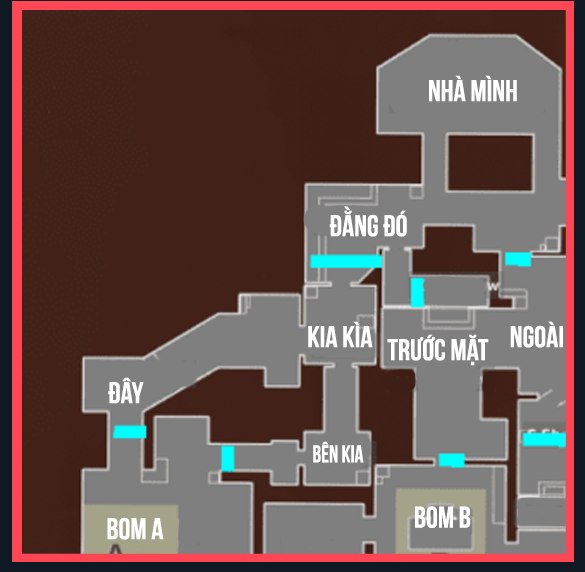 NHÀ MÌNH
ĐẰNG ĐÓ
KIA KÌA
TRƯỚC MẶT
NGOÀI
ĐÂY
BÊN KIA
BOM A
BOM B